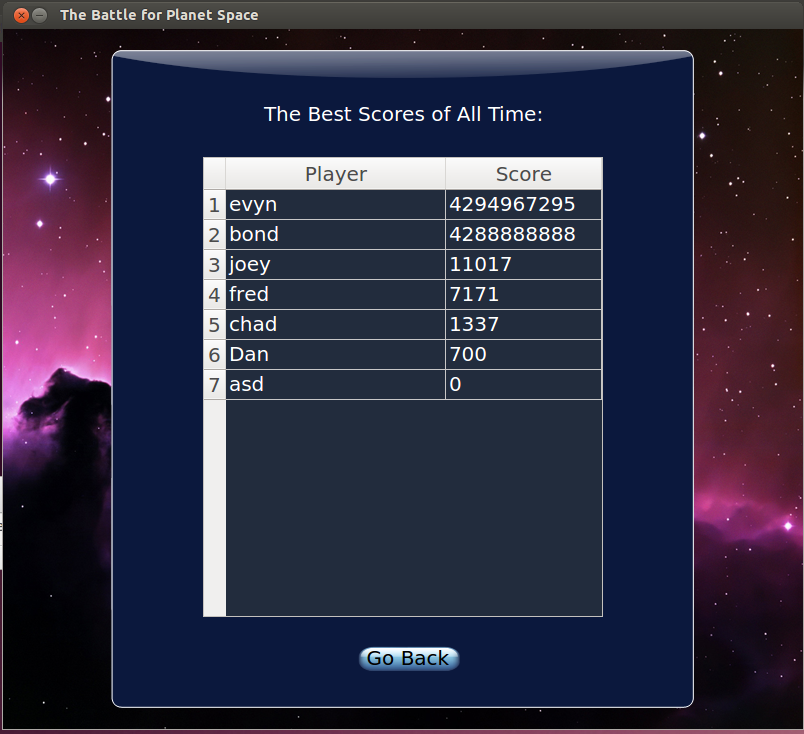 The Battle for Planet Space
The Best Scores of All Time:
Player Score
1 evyn 4294967295
2 bond 4288888888
3 joey 11017
4 fred 7171
5 chad 1337
6 Dan 700
7 asd 0
Go Back